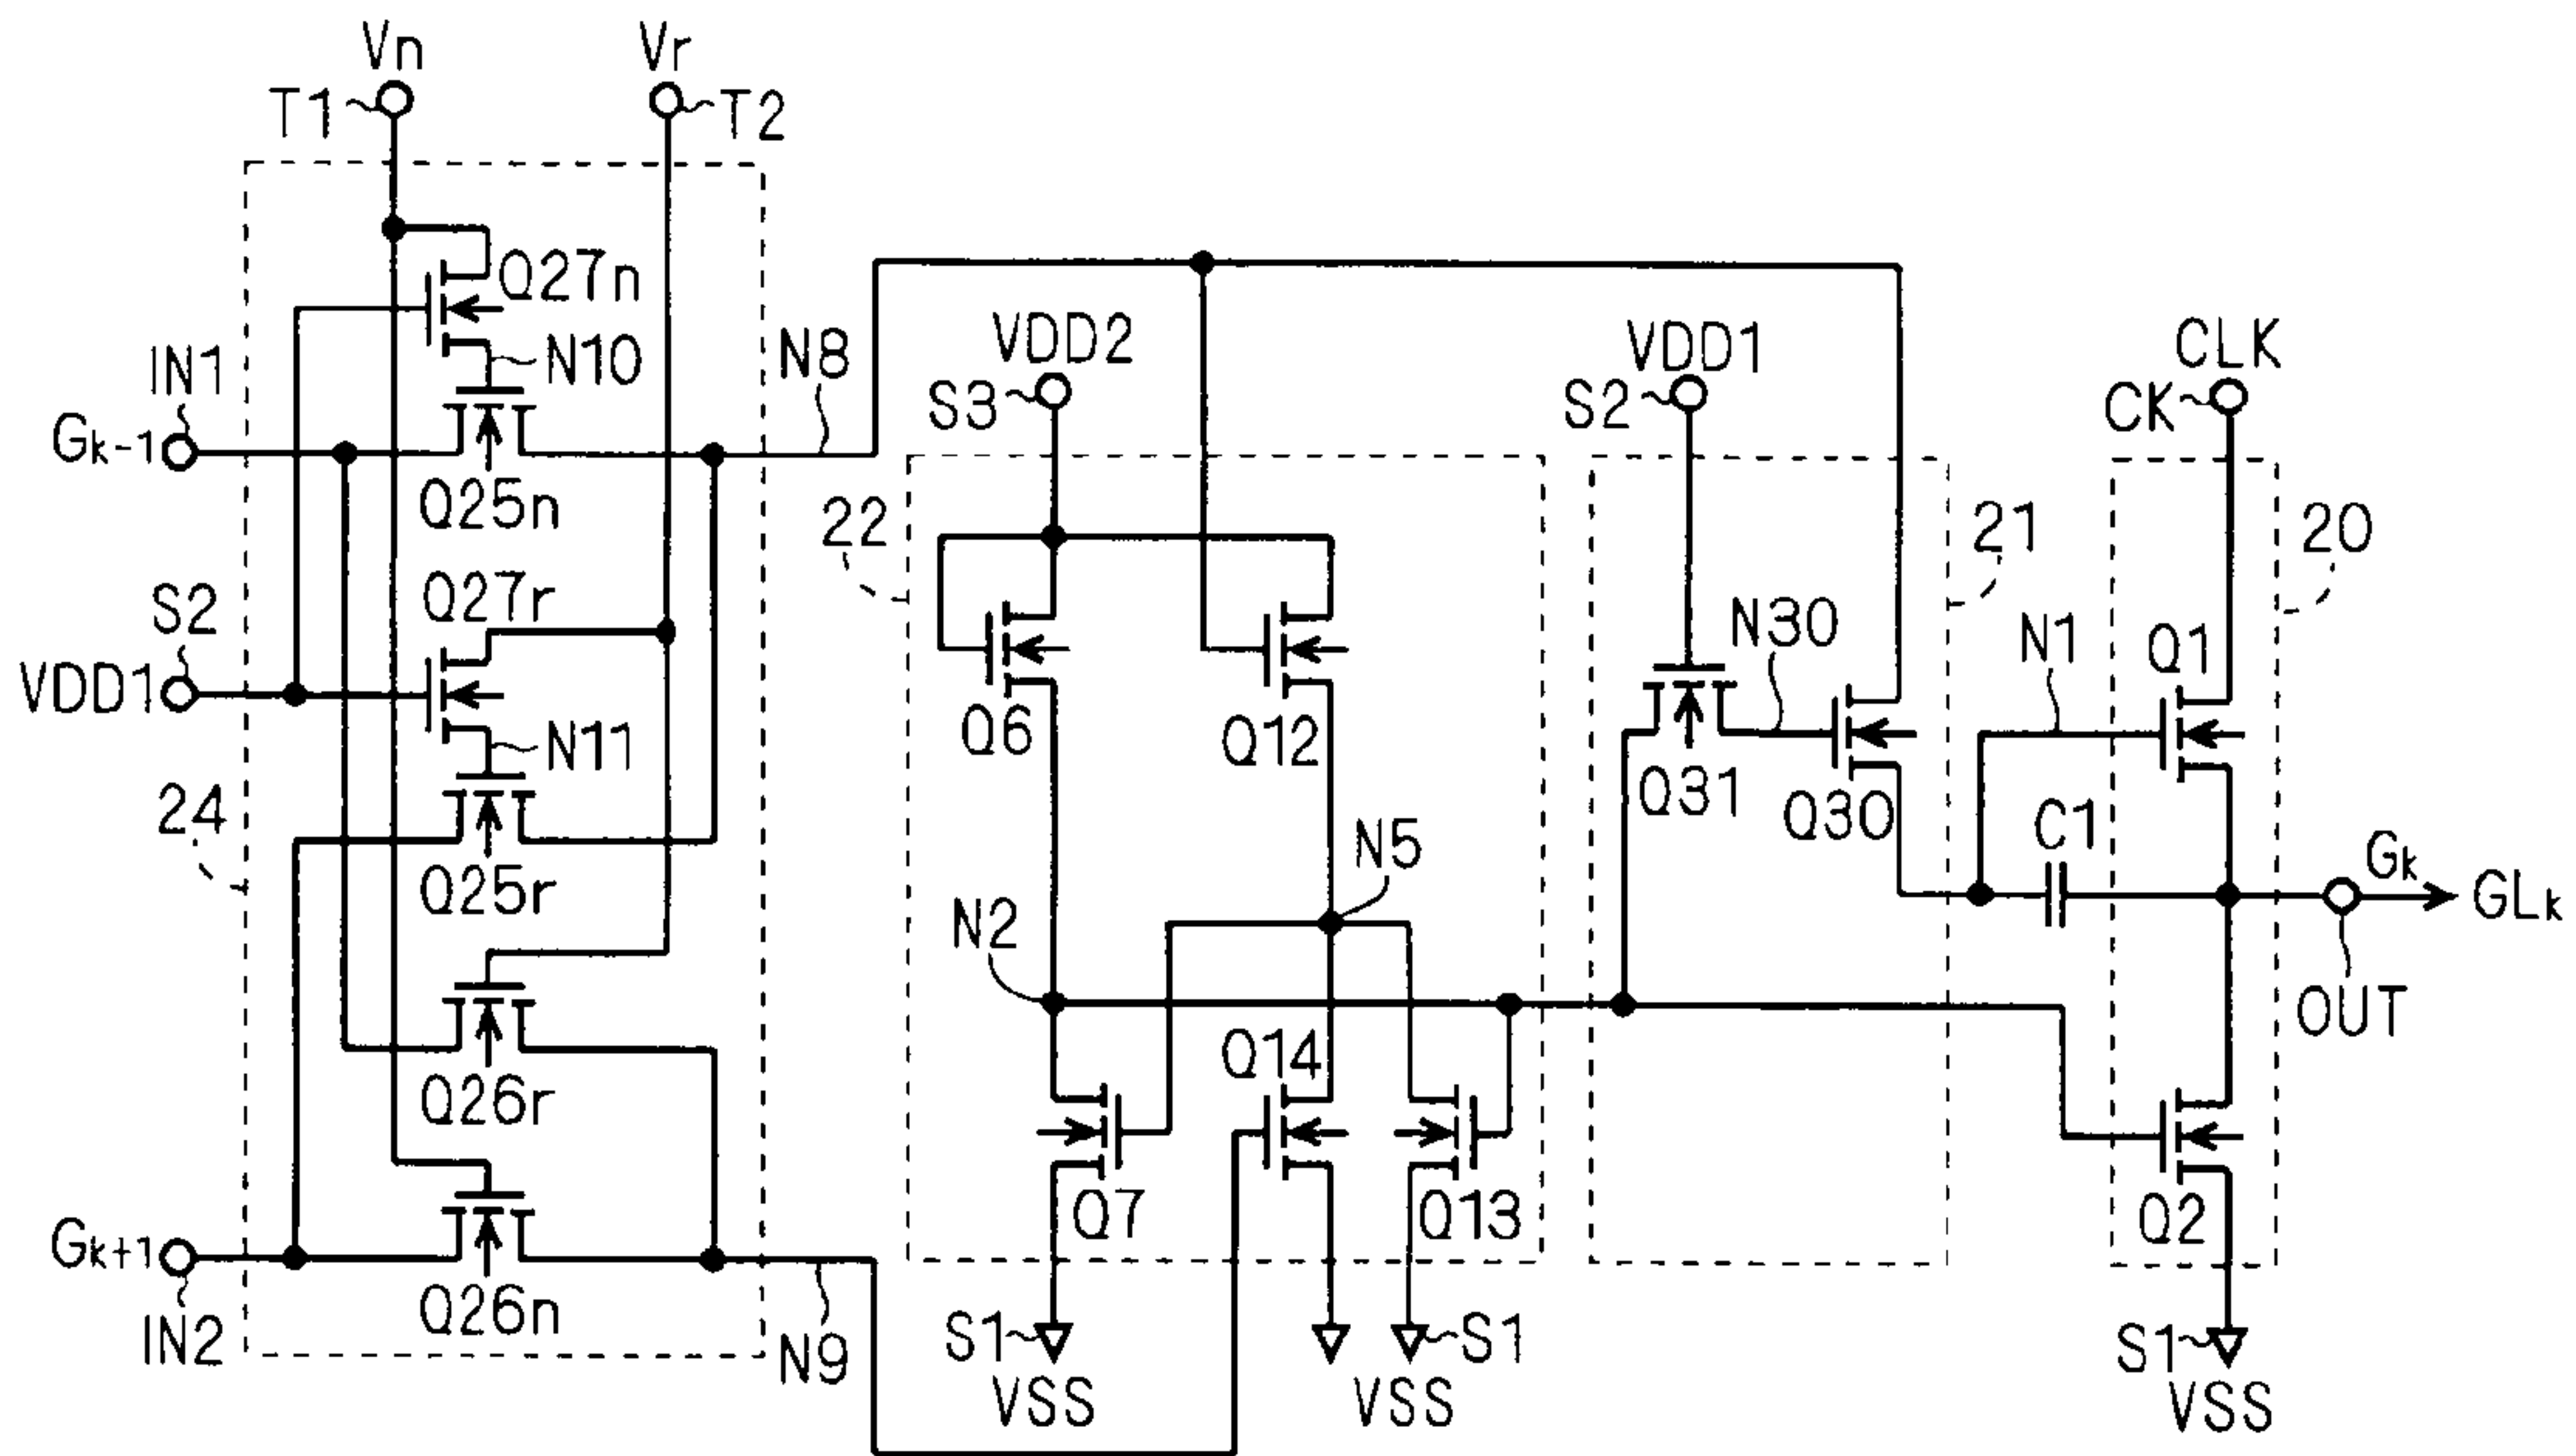 Vn
Vr
T1
T2
Q27n
N10
N8
IN1
Gk-1
Q25n
VDD2
S3
VDD1
S2
CLK
CK
22
21
20
S2
VDD1
Q27r
N11
24
Q25r
Q6
Q12
N30
Q31
Q30
N1
Q1
C1
Gk
GLk
OUT
N5
N2
Q26r
Q14
Q7
Q13
Q2
Gk+1
IN2
Q26n
N9
S1
VSS
S1
VSS
S1
VSS